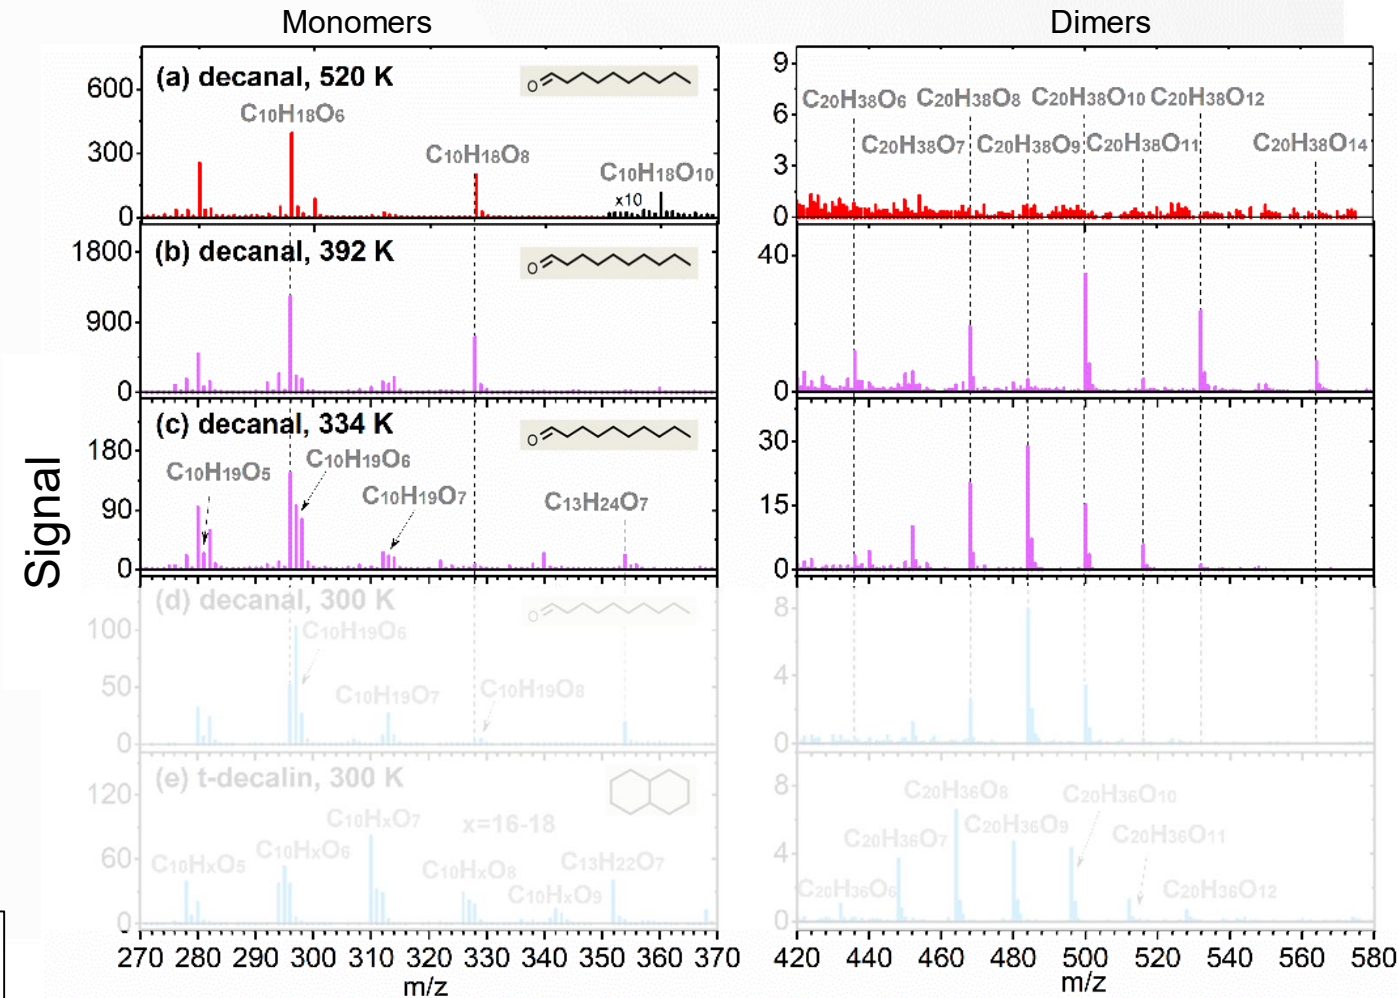 Monomers
Dimers
Signal
(a) decanal, 520 K
O
C10H18O6
C10H18O8
C10H18O10
x10
600
300
0
C20H38O6 C20H38O8 C20H38O10 C20H38O12
C20H38O7 C20H38O9 C20H38O11 C20H38O14
9
6
3
0
(b) decanal, 392 K
O
1800
900
0
40
0
(c) decanal, 334 K
O
C10H19O5
C10H19O6
C10H19O7
C13H24O7
180
90
0
30
15
0
(d) decanal, 300 K
O
C10H19O6
C10H19O7
C10H19O8
100
50
0
8
4
0
(e) t-decalin, 300 K
C10HxO7
x=16-18
C10HxO5
C10HxO6
C10HxO8
C13H22O7
C10HxO9
120
60
0
C20H36O8
C20H36O10
C20H36O7
C20H36O9
C20H36O11
C20H36O6
C20H36O12
8
4
0
270 280 290 300 310 320 330 340 350 360 370
m/z
420 440 460 480 500 520 540 560 580
m/z